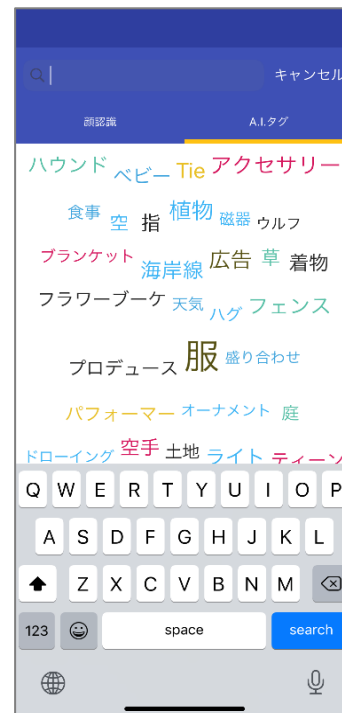 キャンセル
顔認識 A.I.タグ
ハウンド ベビー Tie アクセサリー
食事 空 指 植物 磁器 ウルフ
ブランケット 海岸線 広告 草 着物
フラワーブーケ 天気 ハグ フェンス
プロデュース 服 盛り合わせ
パフォーマー オーナメント 庭
ドローイング 空手 土地 ライト ティーン
Q W E R T Y U I O P
A S D F G H J K L
Z X C V B N M
123 space search